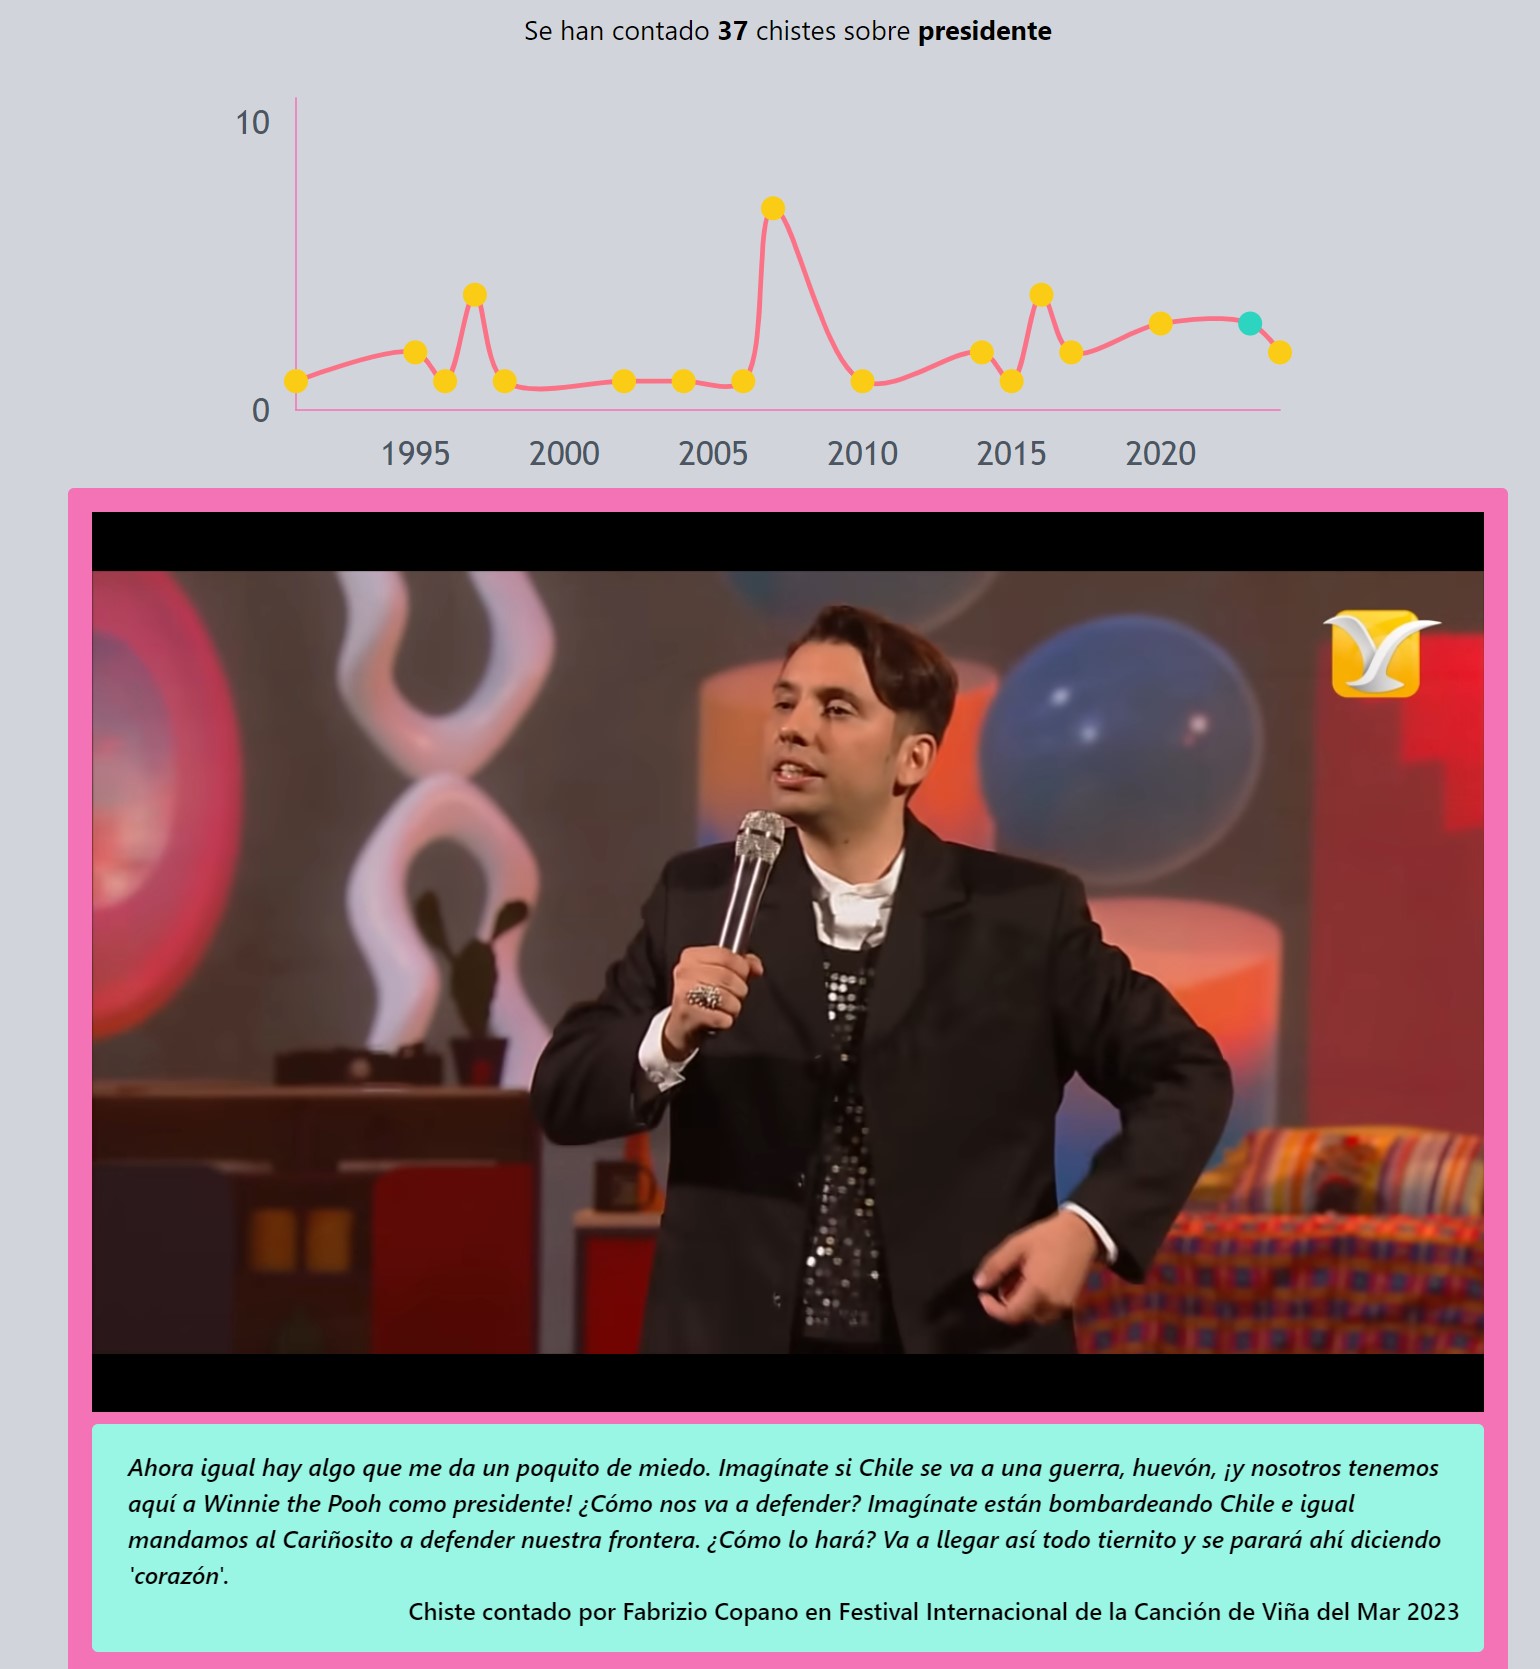 Se han contado 37 chistes sobre presidente
10
0
1995 2000 2005 2010 2015 2020
Ahora igual hay algo que me da un poquito de miedo. Imagínate si Chile se va a una guerra, huevón, ¡y nosotros tenemos
aquí a Winnie the Pooh como presidente! ¿Cómo nos va a defender? Imagínate están bombardeando Chile e igual
mandamos al Cariñosito a defender nuestra frontera. ¿Cómo lo hará? Va a llegar así todo tiernito y se parará ahí diciendo
'corazón'.
Chiste contado por Fabrizio Copano en Festival Internacional de la Canción de Viña del Mar 2023